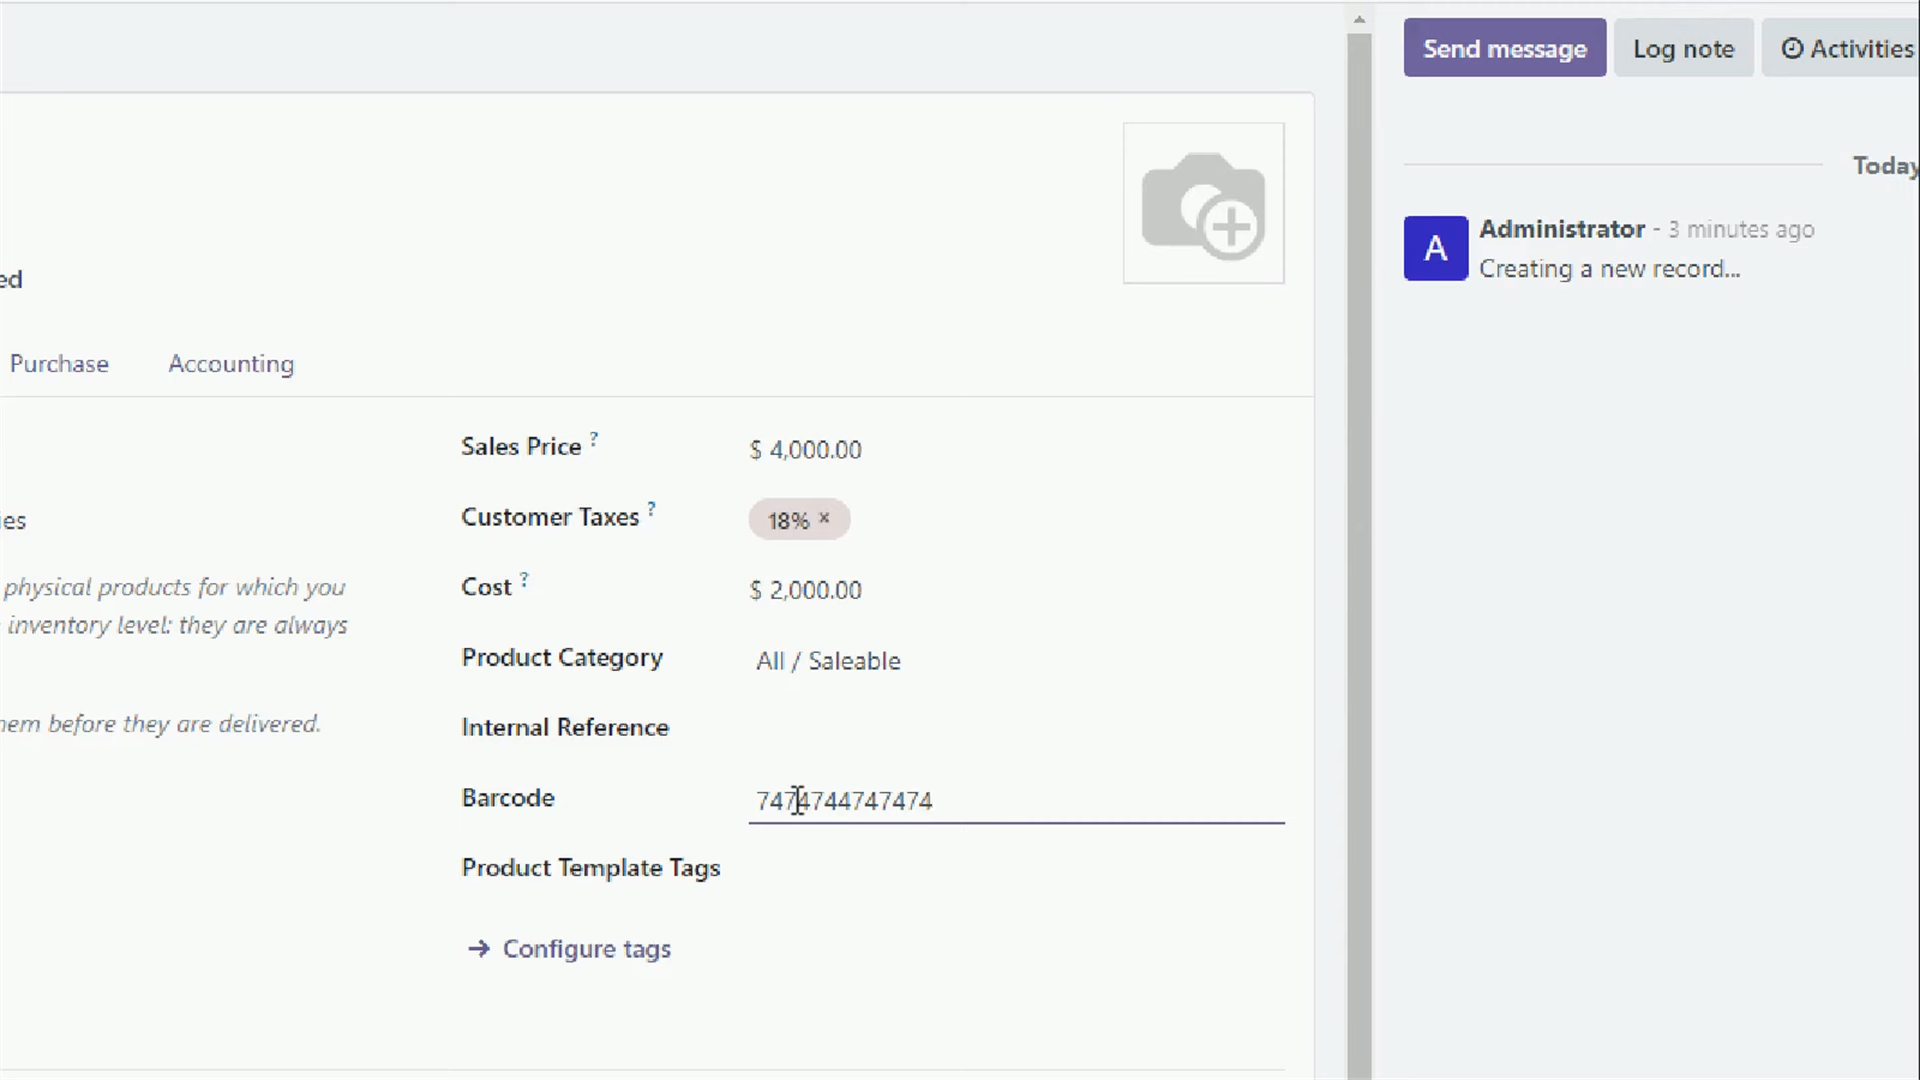 Send message
Log note
Activities
Today
A
Administrator - 3 minutes ago
Creating a new record...
ed
Purchase
Accounting
Sales Price ?
$ 4,000.00
Customer Taxes ?
18% ×
ies
Cost ?
$ 2,000.00
physical products for which you
inventory level: they are always
Product Category
All / Saleable
hem before they are delivered.
Internal Reference
Barcode
7474744747474
Product Template Tags
→ Configure tags